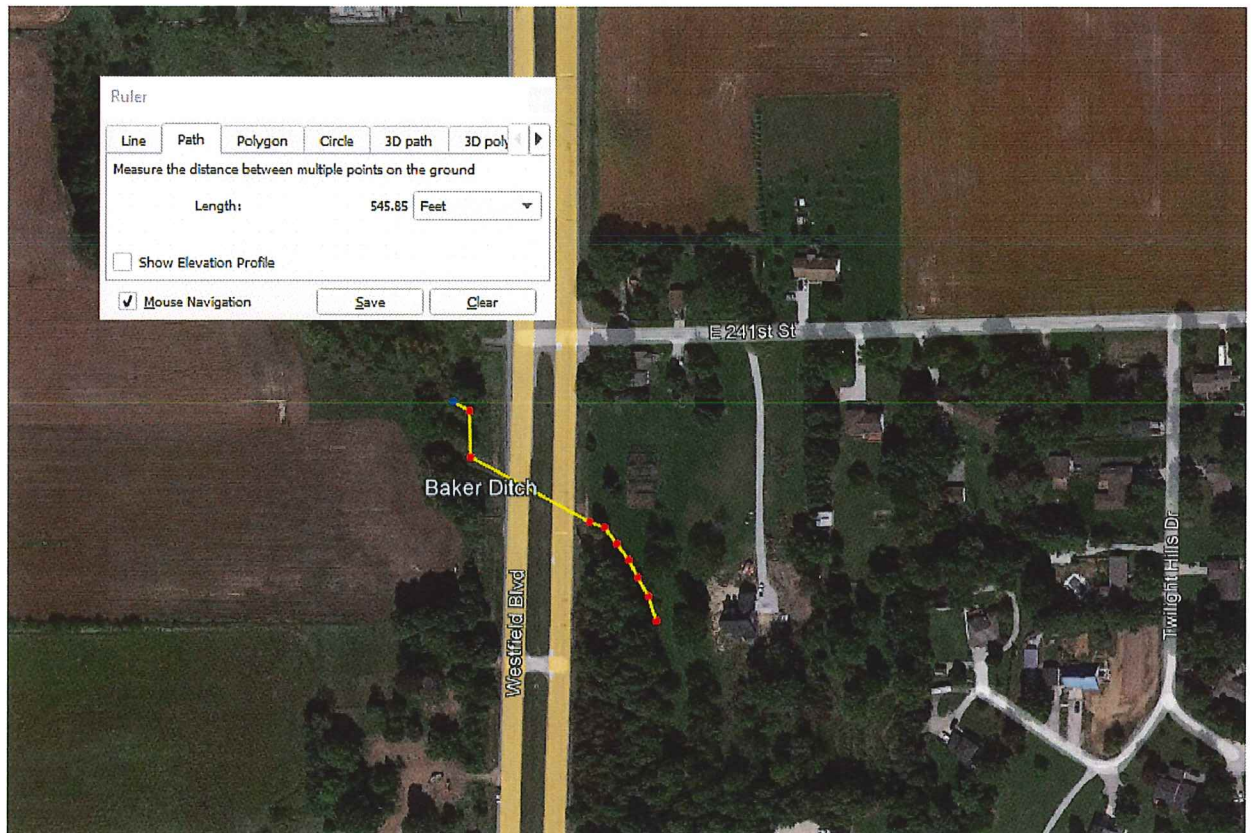 Ruler
Line Path Polygon Circle 3D path 3D poly
Measure the distance between multiple points on the ground
Length: 545.85 Feet
Show Elevation Profile
Mouse Navigation Save Clear
E 241st St
Baker Ditch
Westfield Blvd
Twilight Hills Dr